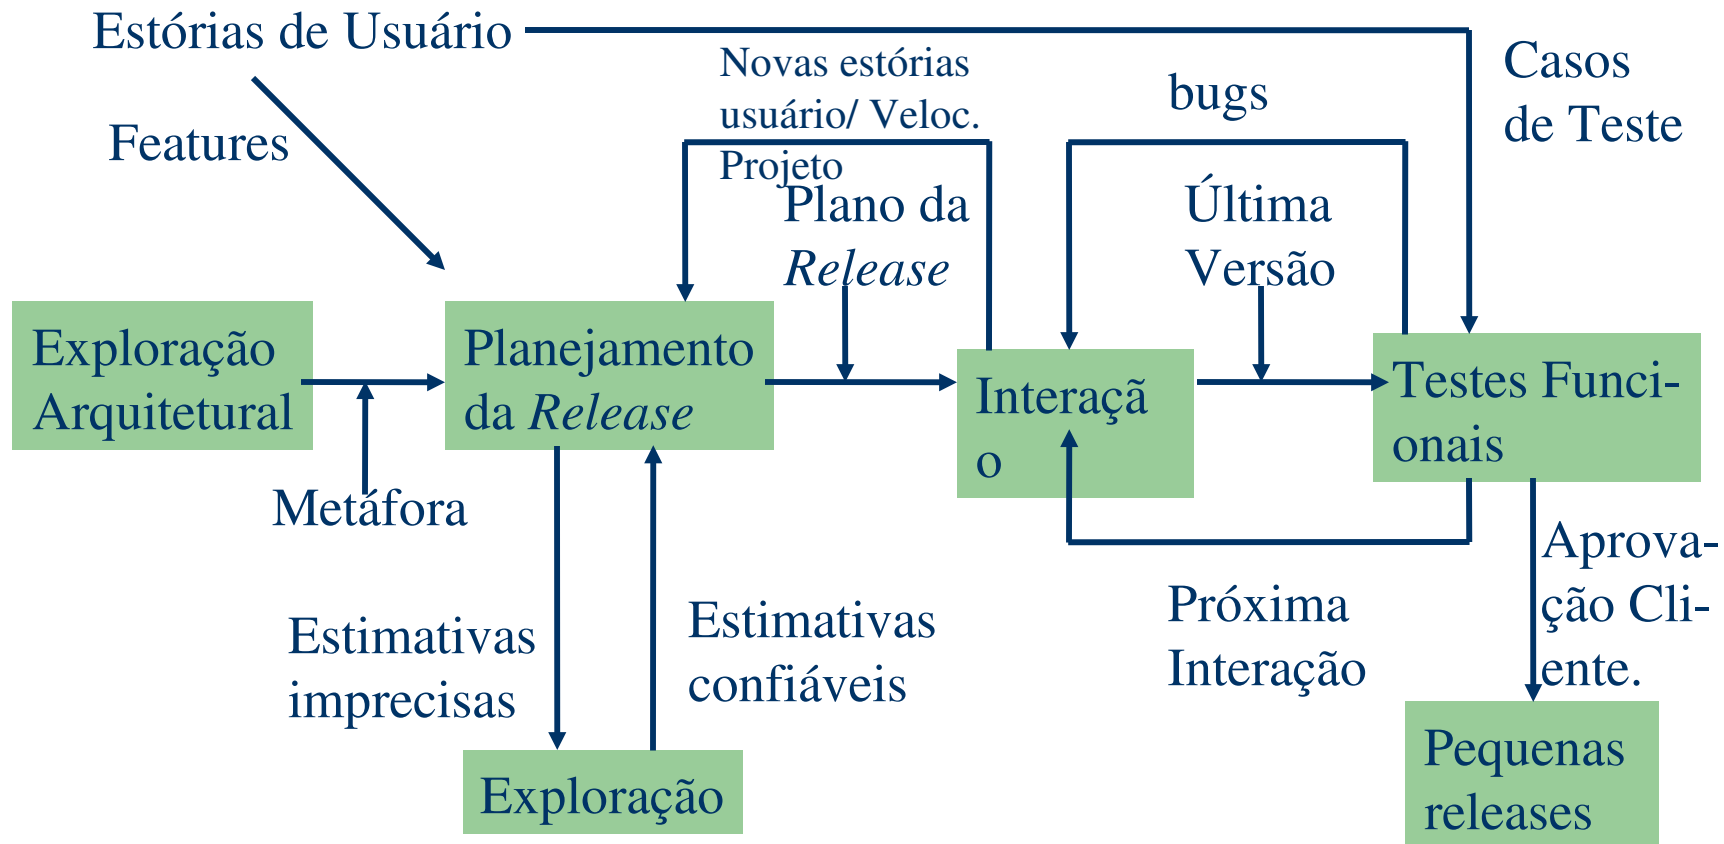 Estórias de Usuário
Novas estórias
usuário/ Veloc.
Projeto
bugs
Casos
de Teste
Features
Plano da
Release
Última
Versão
Exploração
Arquitetural
Planejamento
da Release
Interaçã
o
Testes Funci-
onais
Metáfora
Estimativas
imprecisas
Estimativas
confiáveis
Próxima
Interação
Aprova-
ção Cli-
ente.
Exploração
Pequenas
releases